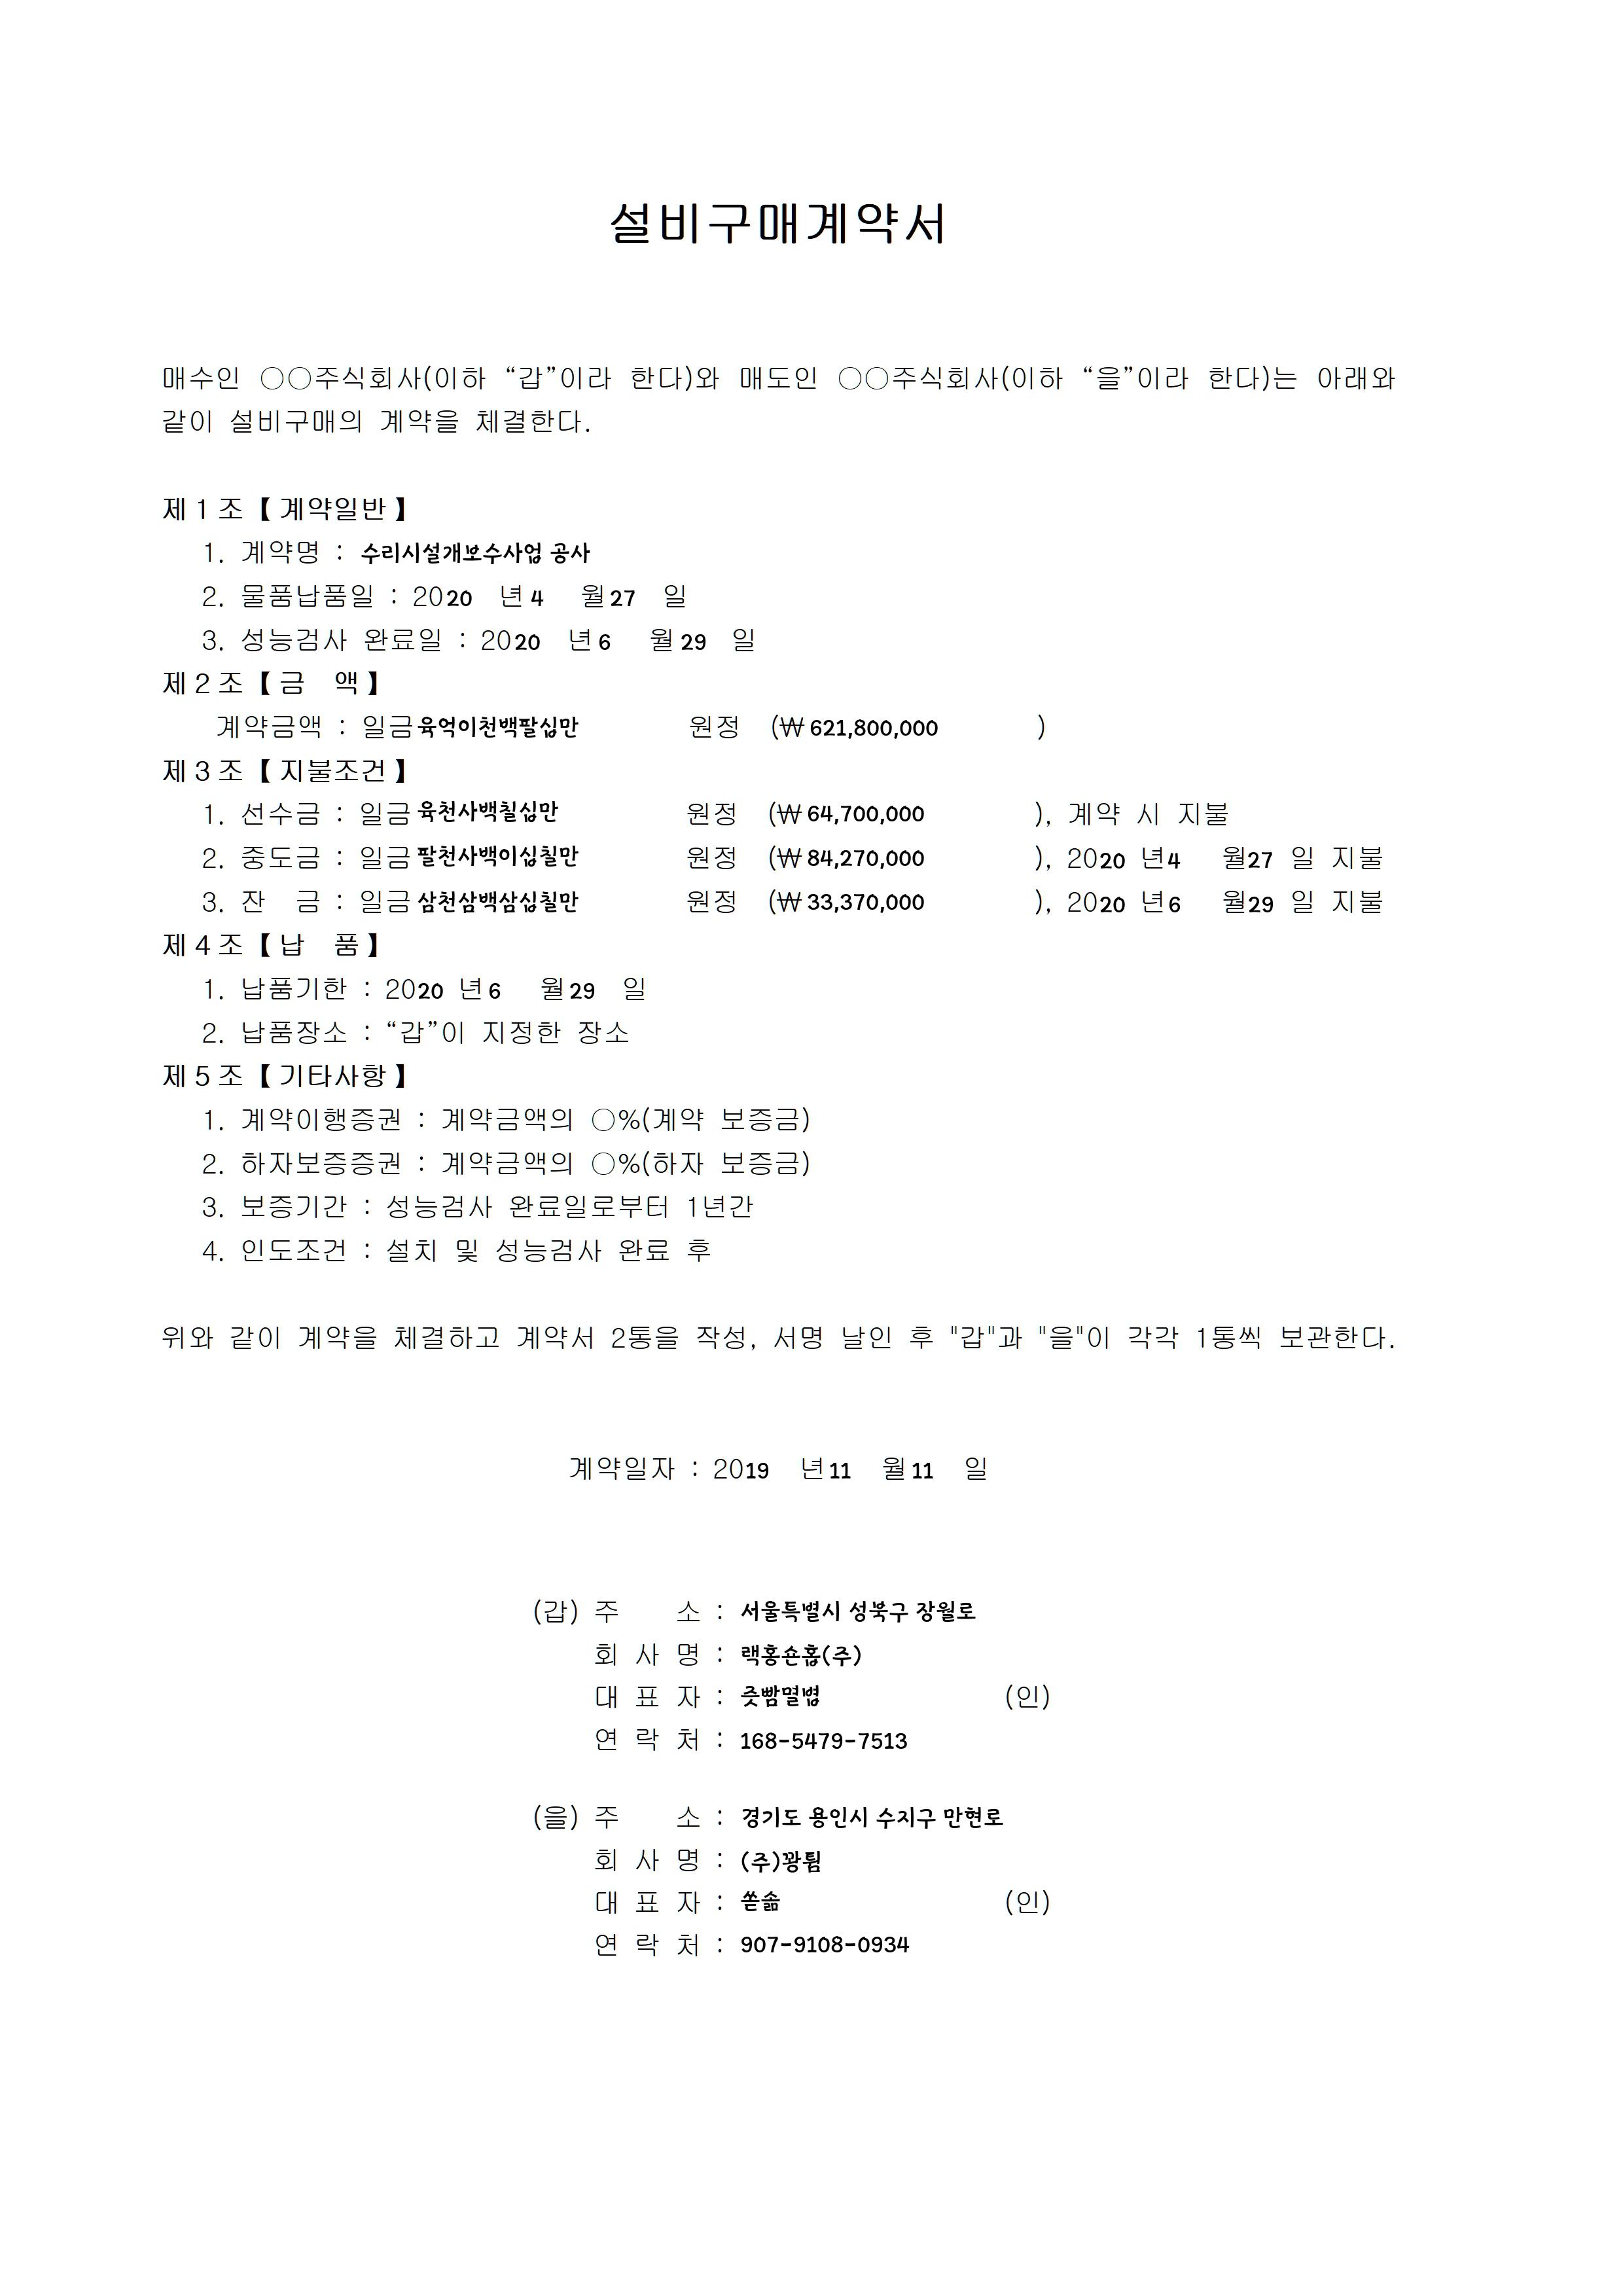 설비구매계약서
매수인 ○○주식회사(이하 “갑”이라 한다)와 매도인 ○○주식회사(이하 “을”이라 한다)는 아래와
같이 설비구매의 계약을 체결한다.
제 1 조 【 계약일반 】
1. 계약명 : 수리시설개보수사업 공사
2. 물품납품일 : 2020 년 4 월 27 일
3. 성능검사 완료일 : 2020 년 6 월 29 일
제 2 조 【 금 액 】
계약금액 : 일금 육억이천백팔십만 원정 (₩ 621,800,000 )
제 3 조 【 지불조건 】
1. 선수금 : 일금 육천사백칠십만 원정 (₩ 64,700,000 ), 계약 시 지불
2. 중도금 : 일금 팔천사백이십칠만 원정 (₩ 84,270,000 ), 2020 년 4 월 27 일 지불
3. 잔 금 : 일금 삼천삼백삼십칠만 원정 (₩ 33,370,000 ), 2020 년 6 월 29 일 지불
제 4 조 【 납 품 】
1. 납품기한 : 2020 년 6 월 29 일
2. 납품장소 : “갑”이 지정한 장소
제 5 조 【 기타사항 】
1. 계약이행증권 : 계약금액의 ○%(계약 보증금)
2. 하자보증증권 : 계약금액의 ○%(하자 보증금)
3. 보증기간 : 성능검사 완료일로부터 1년간
4. 인도조건 : 설치 및 성능검사 완료 후
위와 같이 계약을 체결하고 계약서 2통을 작성, 서명 날인 후 "갑"과 "을"이 각각 1통씩 보관한다.
계약일자 : 2019 년 11 월 11 일
(갑) 주 소 : 서울특별시 성북구 장월로
회 사 명 : 
대 표 자 : (인)
연 락 처 : 168-5479-7513
(을) 주 소 : 경기도 용인시 수지구 만현로
회 사 명 : 
대 표 자 : (인)
연 락 처 : 907-9108-0934